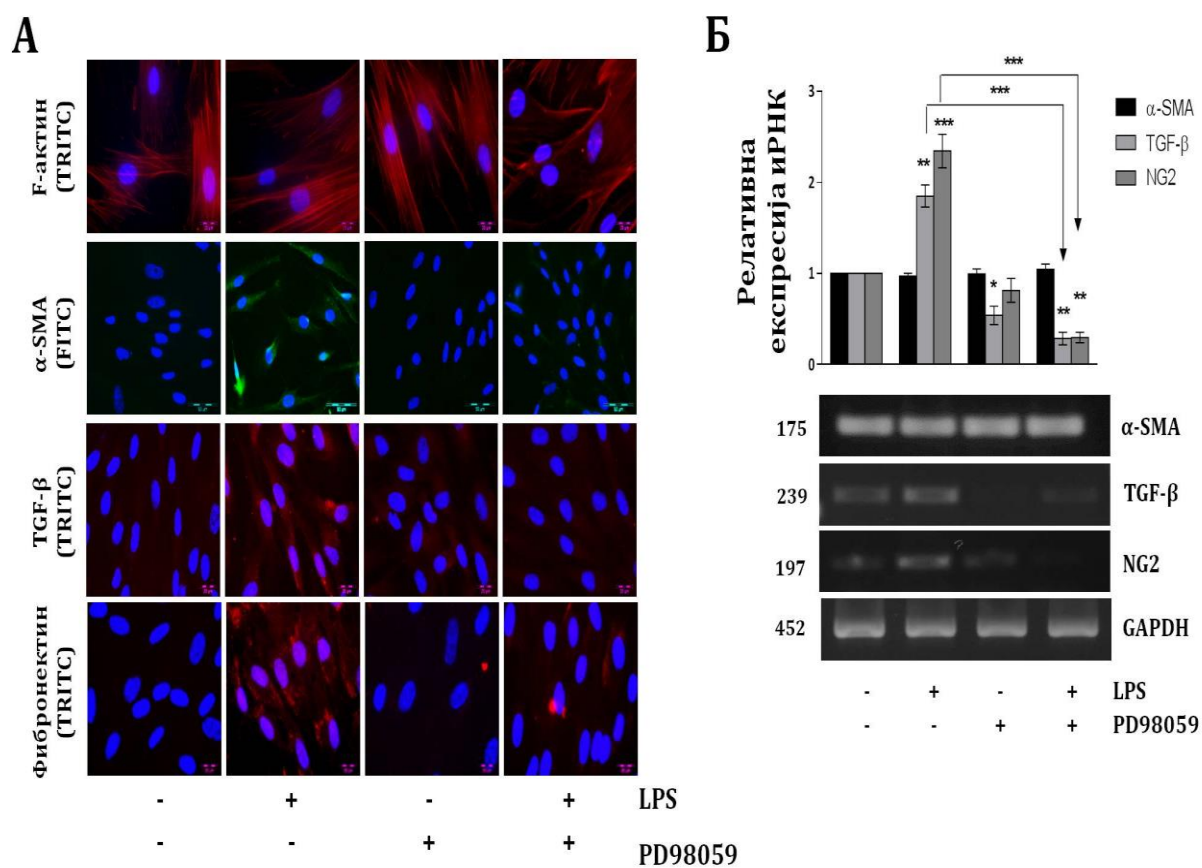 А
F-актин
(TRITC)
α-SMA
(FITC)
TGF-β
(TRITC)
Фибронектин
(TRITC)
- + - + LPS
- - + + PD98059
Б
Релативна
експресија иРНК
3
2
1
0
***
***
** ***
*
** **
α-SMA
TGF-β
NG2
175 α-SMA
239 TGF-β
197 NG2
452 GAPDH
- + - + LPS
- - + + PD98059